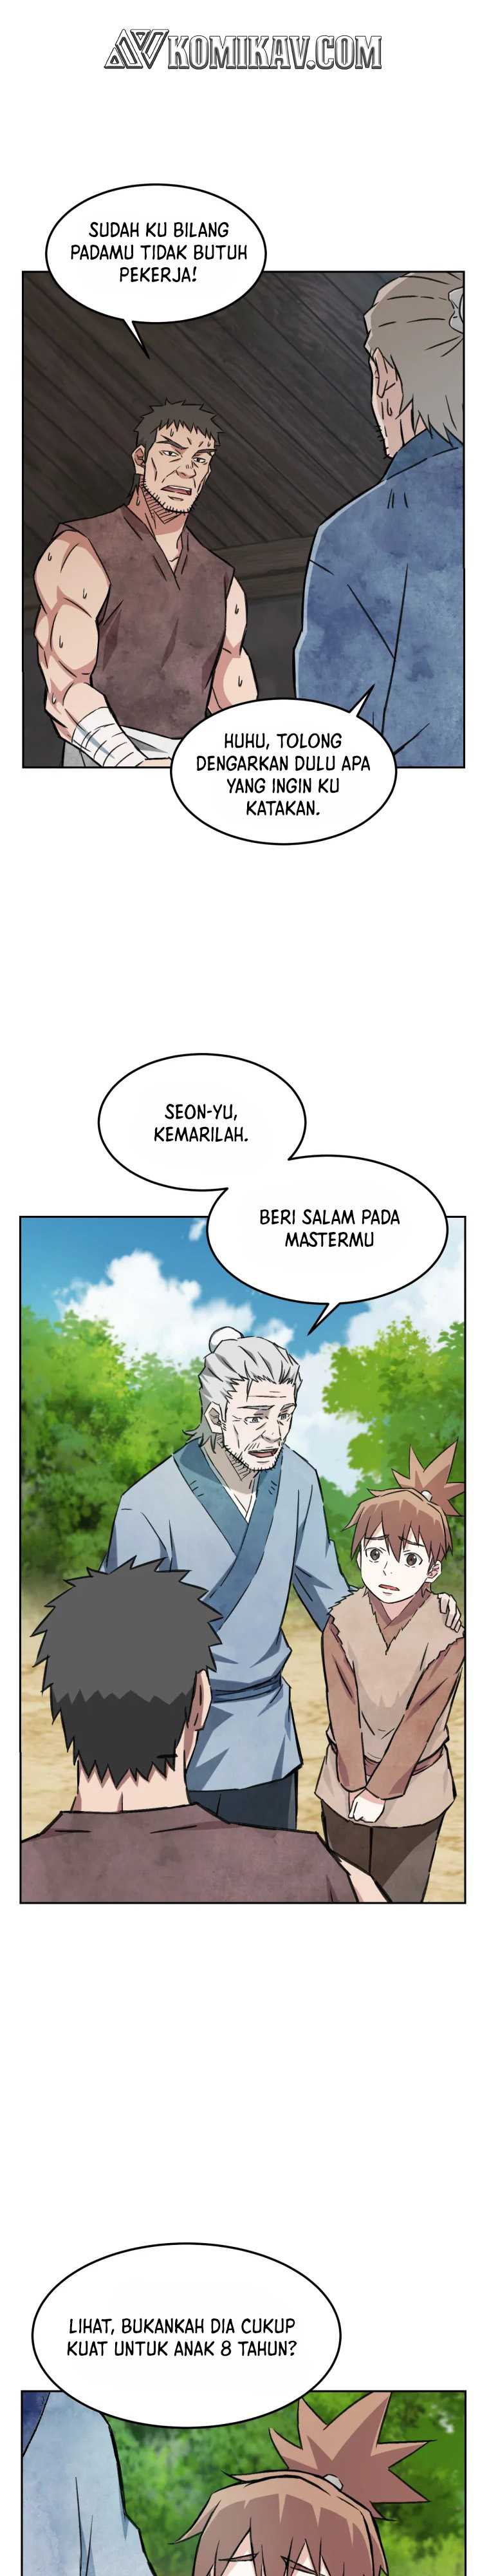 KOMIKAV.COM
SUDAH KU BILANG
PADAMU TIDAK BUTUH
PEKERJA!
HUHU, TOLONG
DENGARKAN DULU APA
YANG INGIN KU
KATAKAN.
SEON-YU,
KEMARILAH.
BERI SALAM PADA
MASTERMU
LIHAT, BUKANKAH DIA CUKUP
KUAT UNTUK ANAK 8 TAHUN?